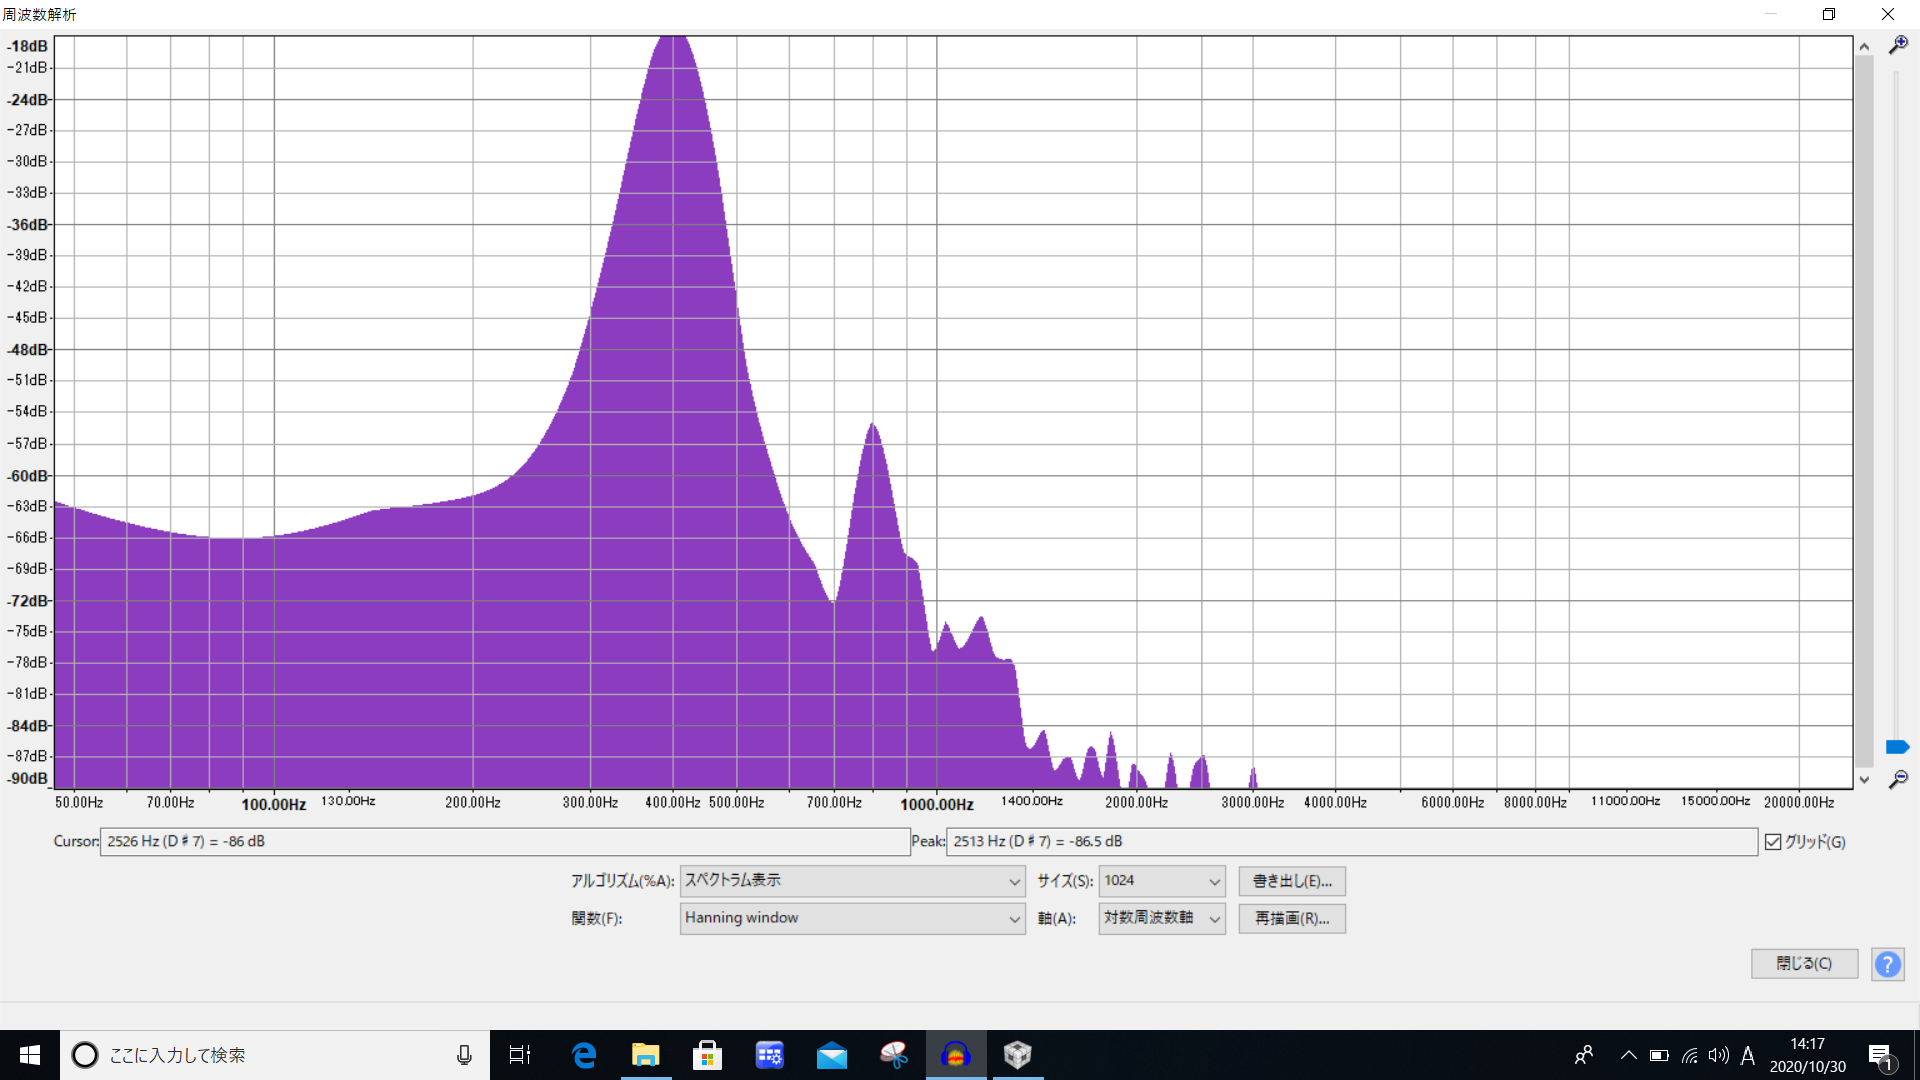 周波数解析
-18dB
-21dB
-24dB
-27dB
-30dB
-33dB
-36dB
-39dB
-42dB
-45dB
-48dB
-51dB
-54dB
-57dB
-60dB
-63dB
-66dB
-69dB
-72dB
-75dB
-78dB
-81dB
-84dB
-87dB
-90dB
50.00Hz 70.00Hz 100.00Hz 130.00Hz 200.00Hz 300.00Hz 400.00Hz 500.00Hz 700.00Hz 1000.00Hz 1400.00Hz 2000.00Hz 3000.00Hz 4000.00Hz 6000.00Hz 8000.00Hz 11000.00Hz 15000.00Hz 20000.00Hz
Cursor: 2526 Hz (D♯7) = -86 dB Peak: 2513 Hz (D♯7) = -86.5 dB グリッド(G)
アルゴリズム(%A): スペクトラム表示 サイズ(S): 1024 書き出し(E)...
関数(F): Hanning window 軸(A): 対数周波数軸 再描画(R)...
閉じる(C) ?
ここに入力して検索
A
14:17
2020/10/30
1